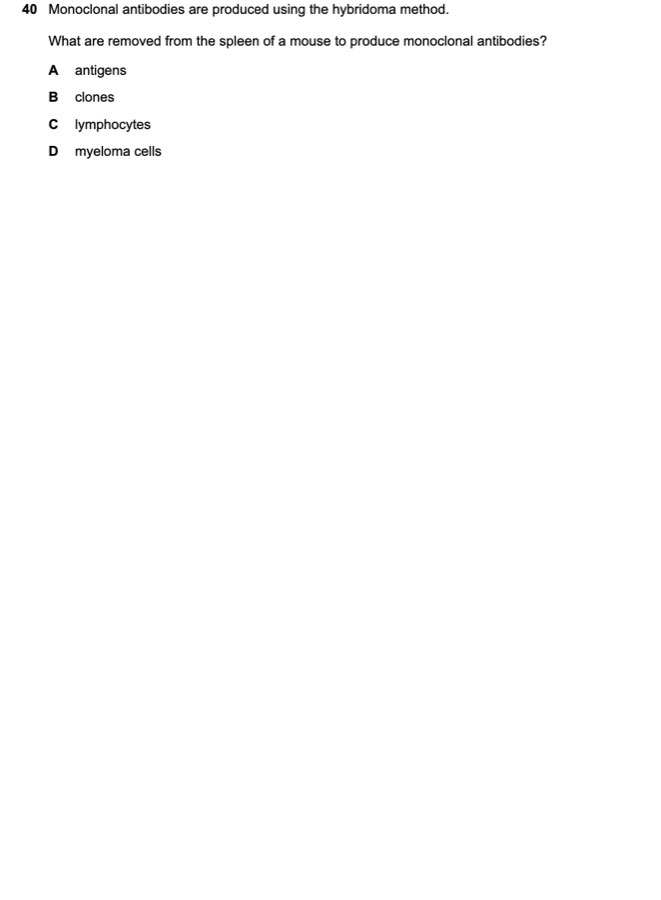 40 Monoclonal antibodies are produced using the hybridoma method.
What are removed from the spleen of a mouse to produce monoclonal antibodies?
A antigens
B clones
C lymphocytes
D myeloma cells